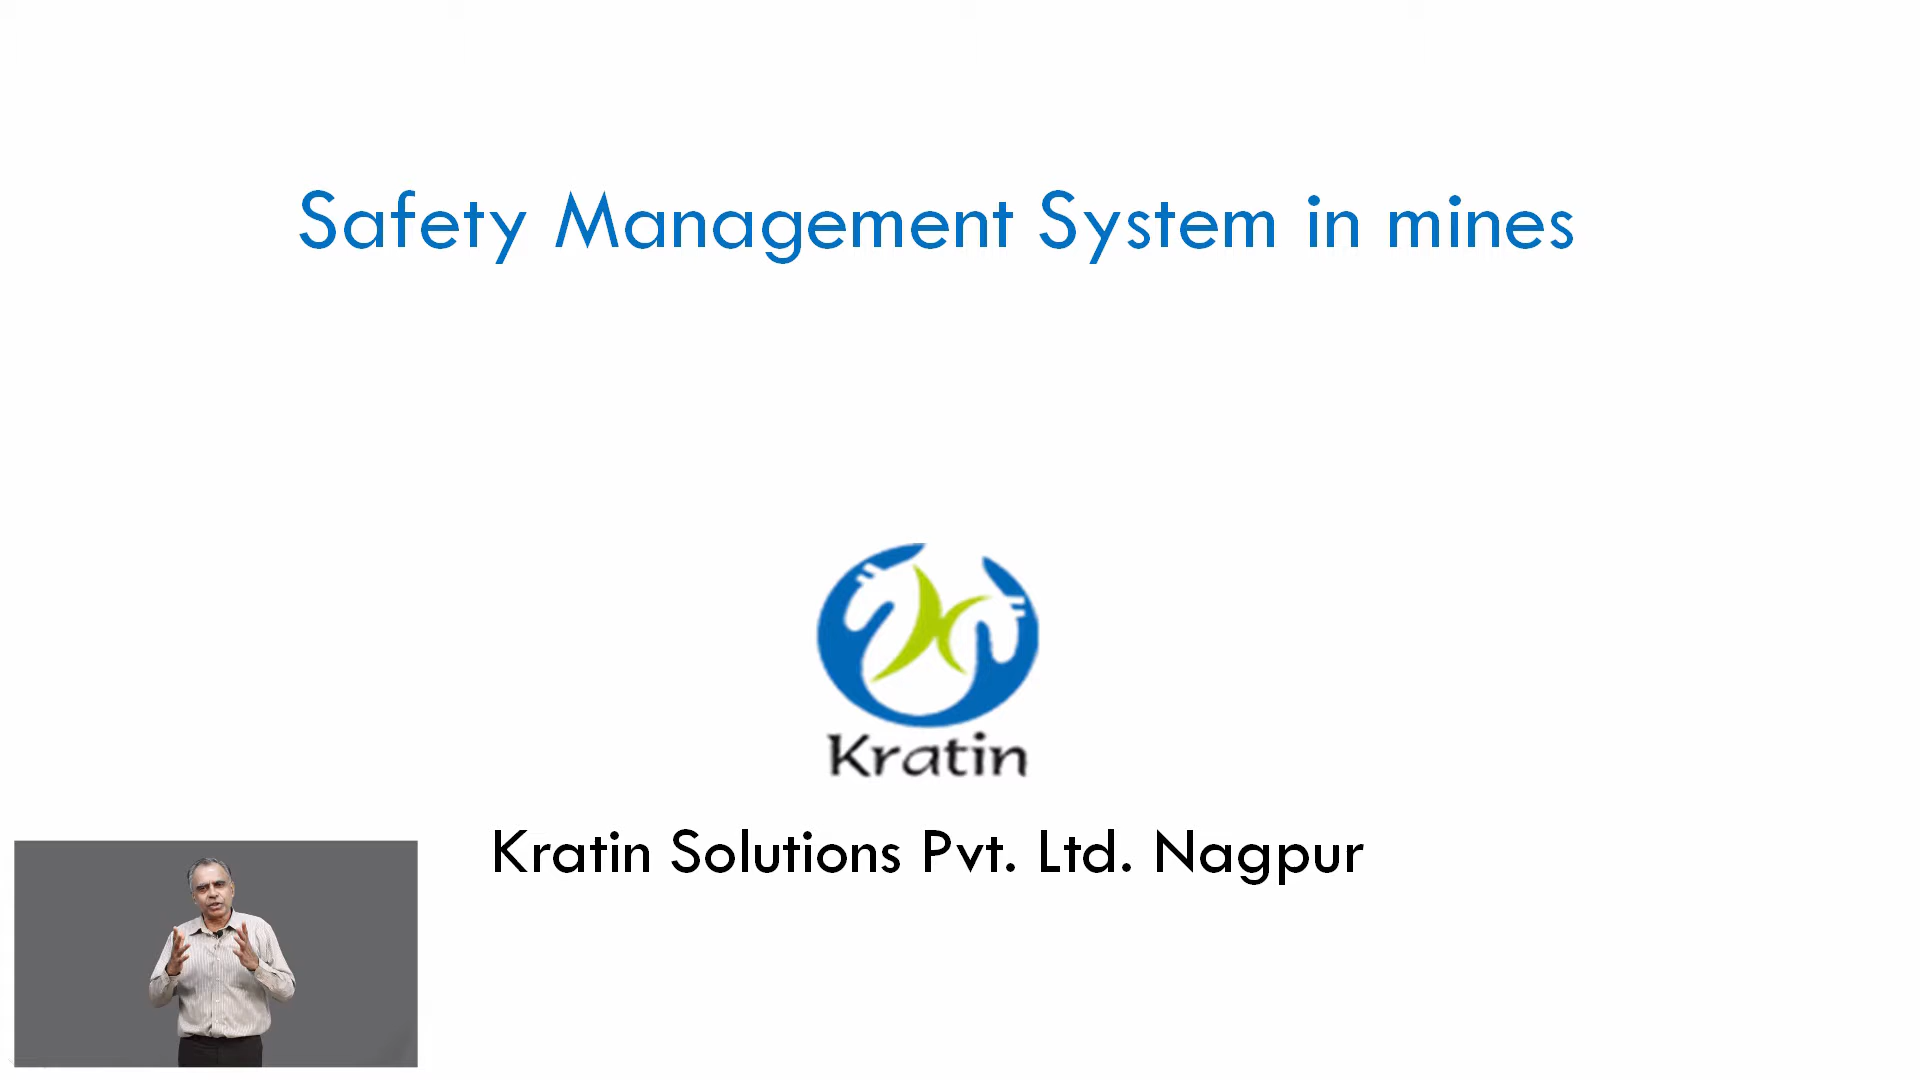 Safety Management System in mines
Kratin
Kratin Solutions Pvt. Ltd. Nagpur